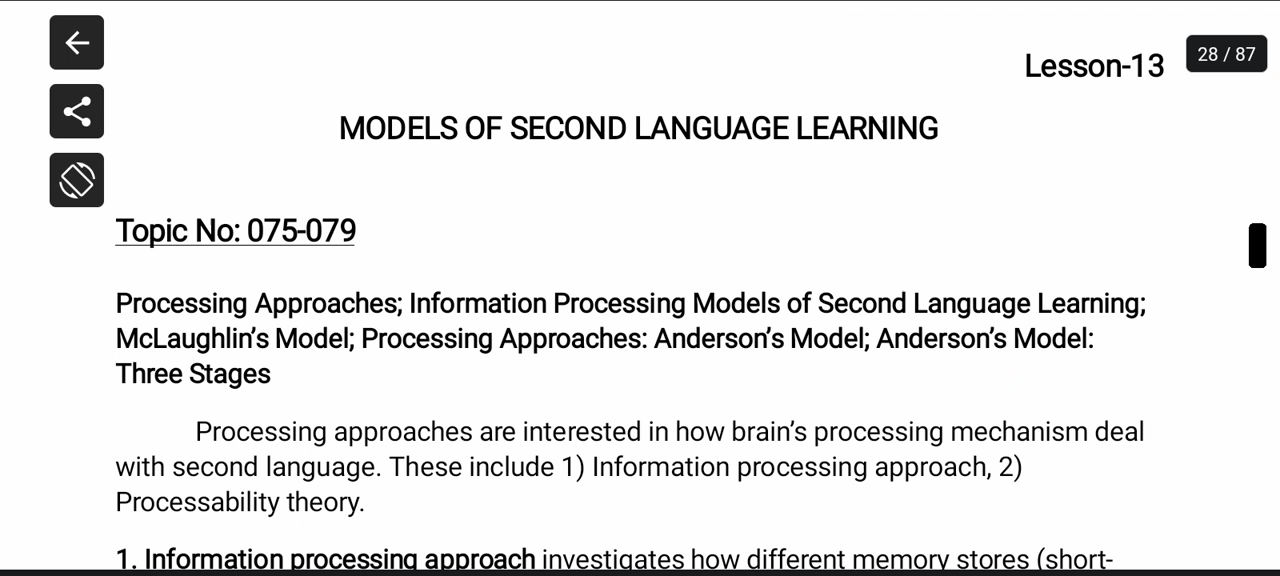 Lesson-13
28 / 87
MODELS OF SECOND LANGUAGE LEARNING
Topic No: 075-079
Processing Approaches; Information Processing Models of Second Language Learning;
McLaughlin’s Model; Processing Approaches: Anderson’s Model; Anderson’s Model:
Three Stages
Processing approaches are interested in how brain’s processing mechanism deal
with second language. These include 1) Information processing approach, 2)
Processability theory.
1. Information processing approach investigates how different memory stores (short-